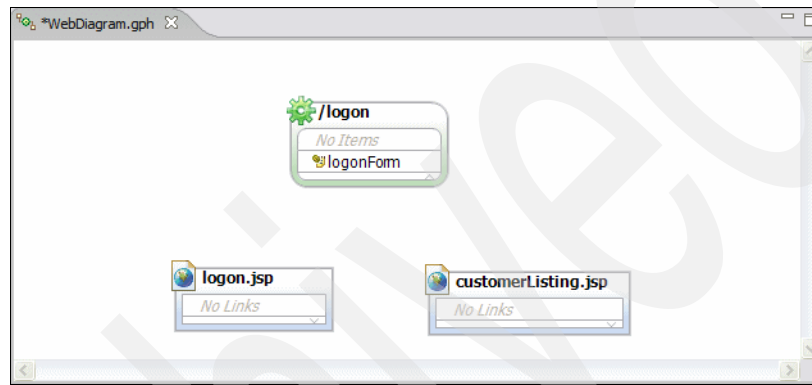 *WebDiagram.gph
/logon
No Items
logonForm
logon.jsp
No Links
customerListing.jsp
No Links